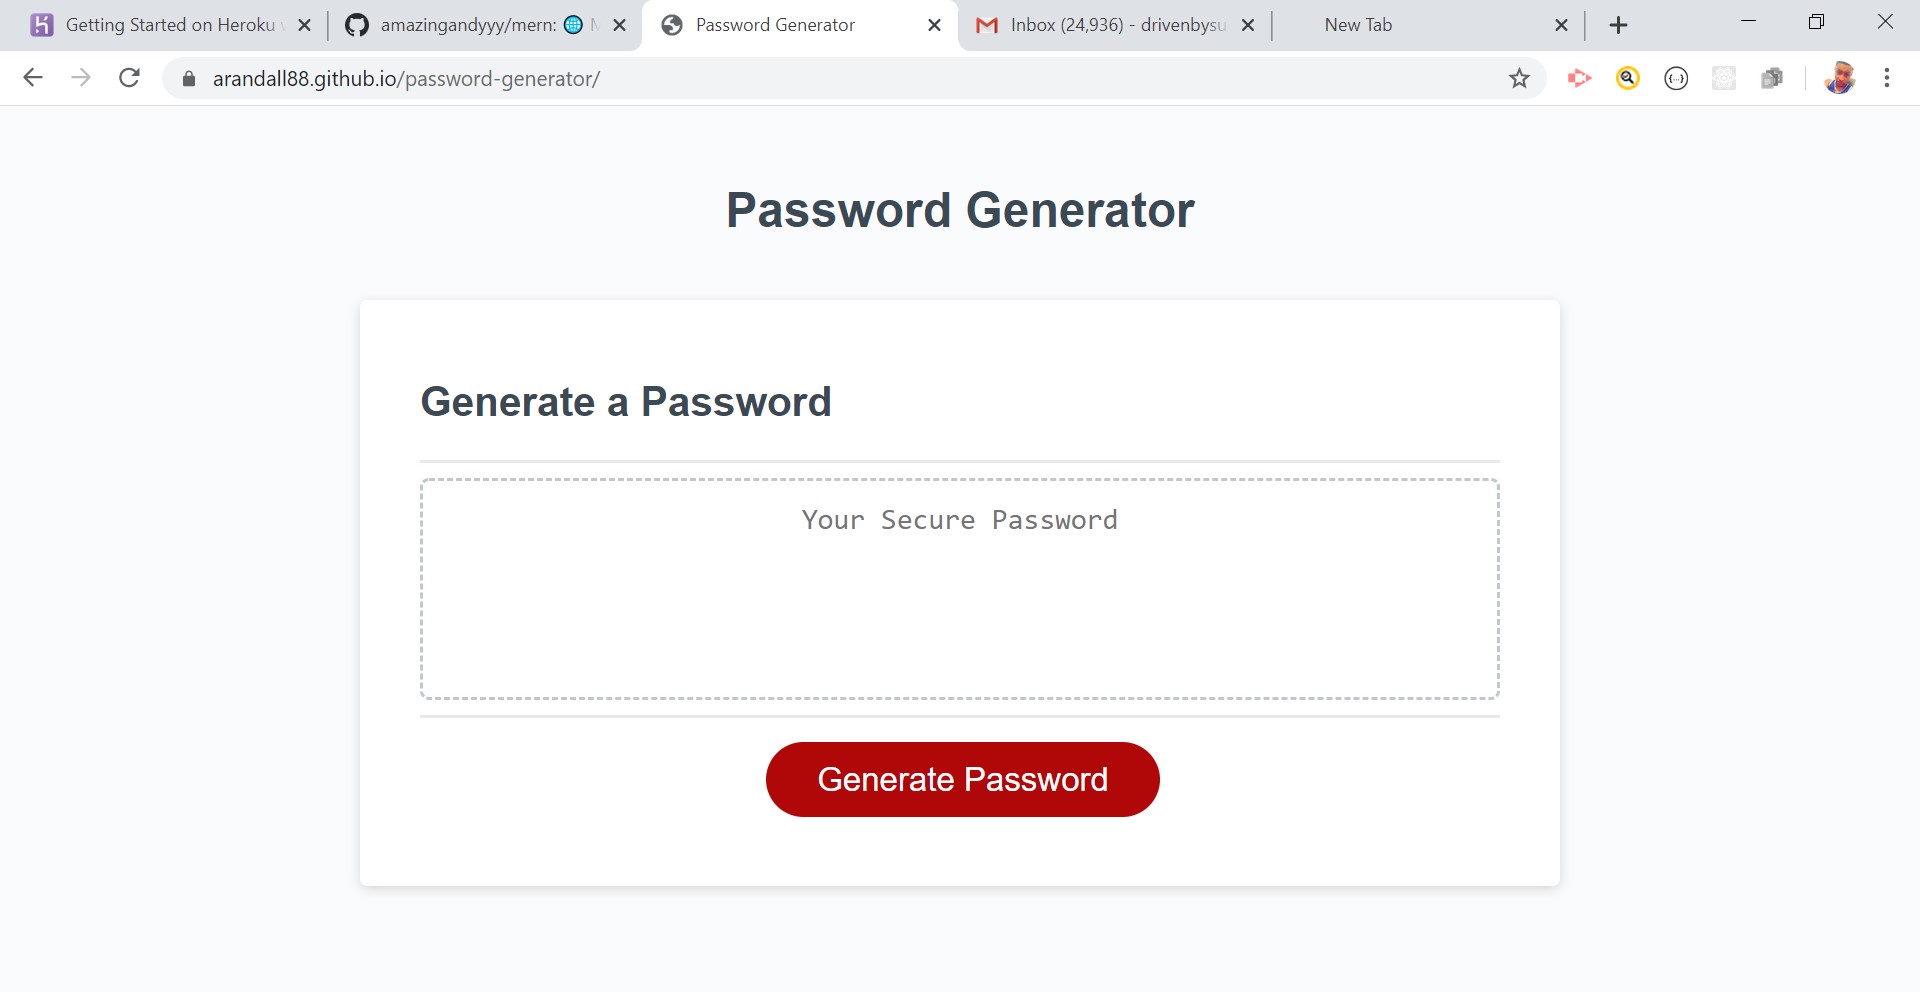 Getting Started on Heroku
amazingandyyy/mern: 🌐
Password Generator
Inbox (24,936) - drivenbysu
New Tab
arandall88.github.io/password-generator/
Password Generator
Generate a Password
Your Secure Password
Generate Password